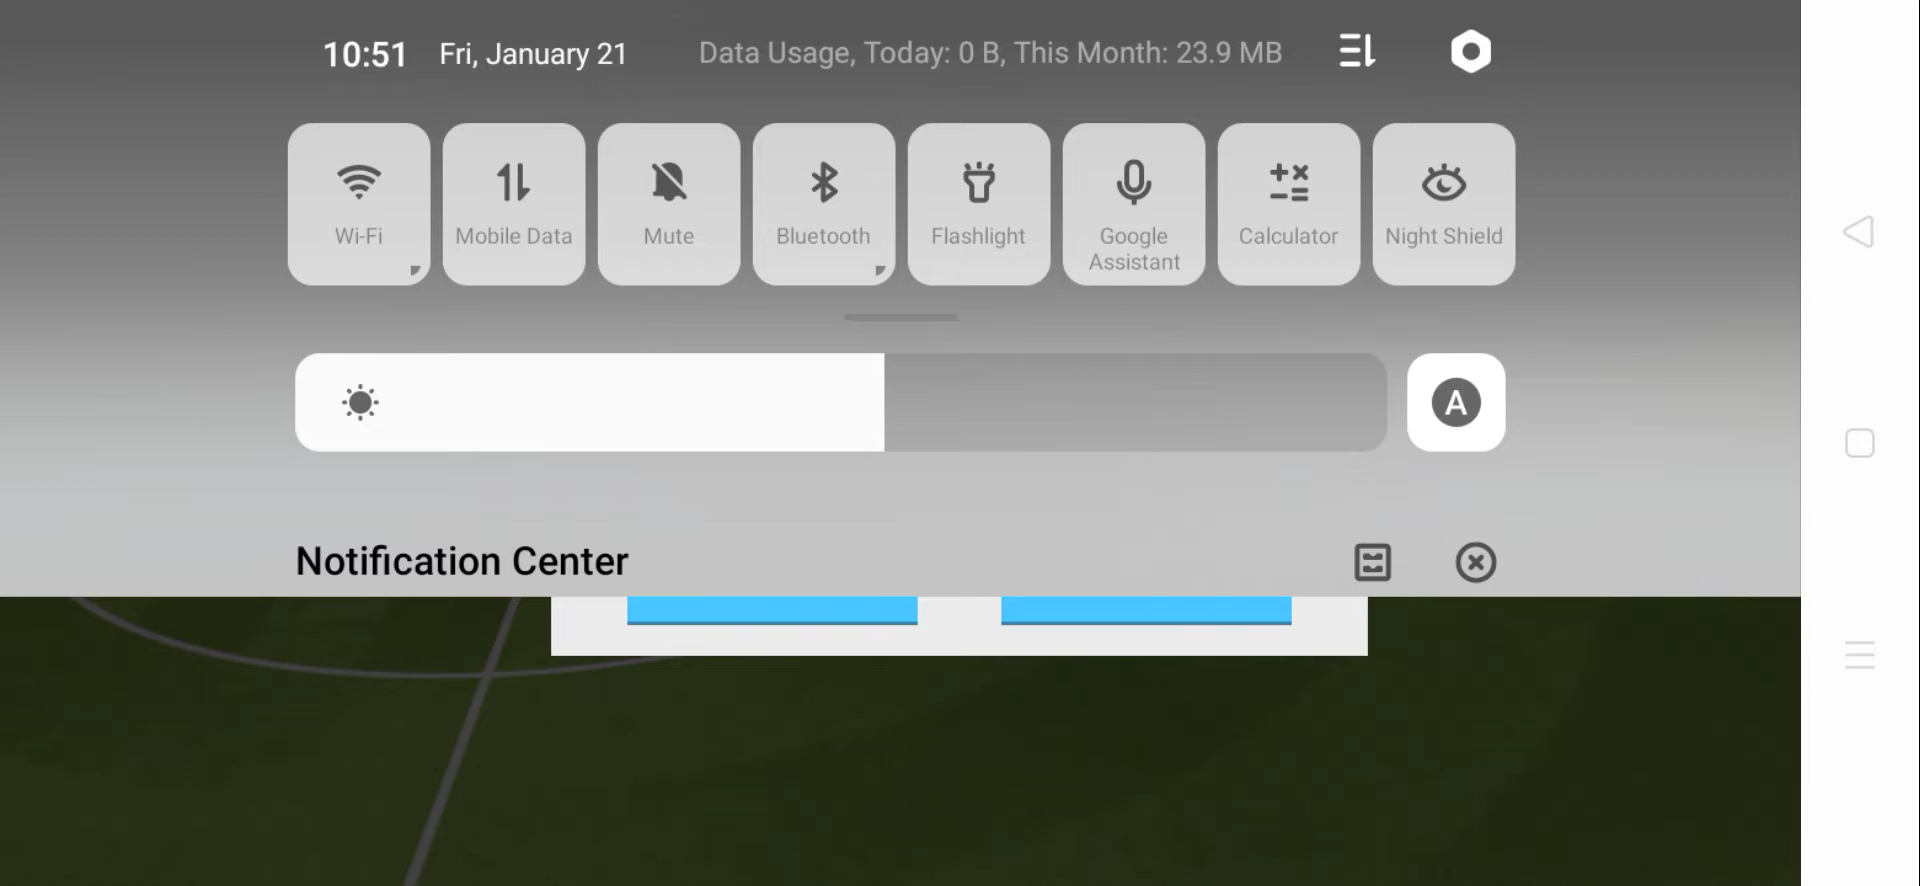 10:51 Fri, January 21 Data Usage, Today: 0 B, This Month: 23.9 MB
Wi-Fi Mobile Data Mute Bluetooth Flashlight Google Assistant Calculator Night Shield
A
Notification Center